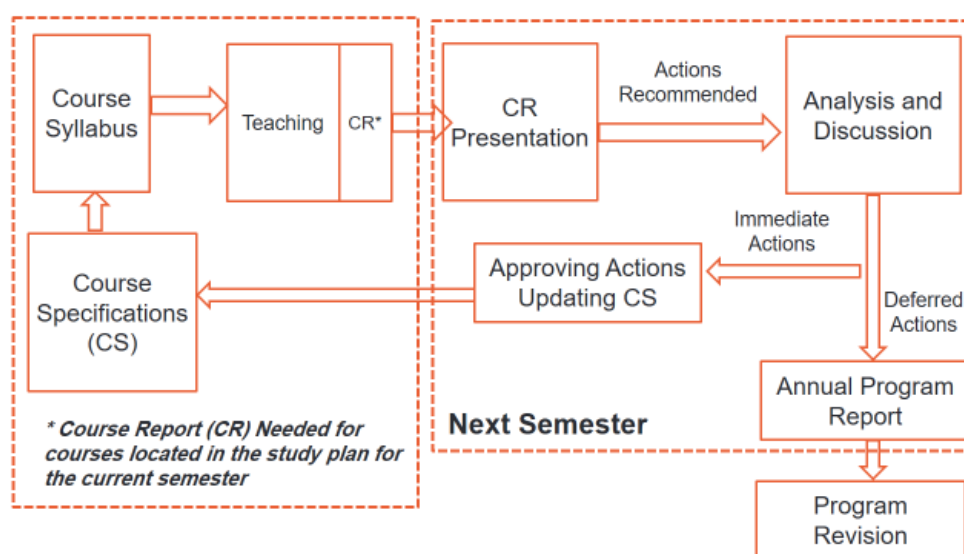 Course
Syllabus
Teaching
CR*
CR
Presentation
Actions
Recommended
Analysis and
Discussion
Immediate
Actions
Approving Actions
Updating CS
Course
Specifications
(CS)
Deferred
Actions
Annual Program
Report
Next Semester
* Course Report (CR) Needed for
courses located in the study plan for
the current semester
Program
Revision